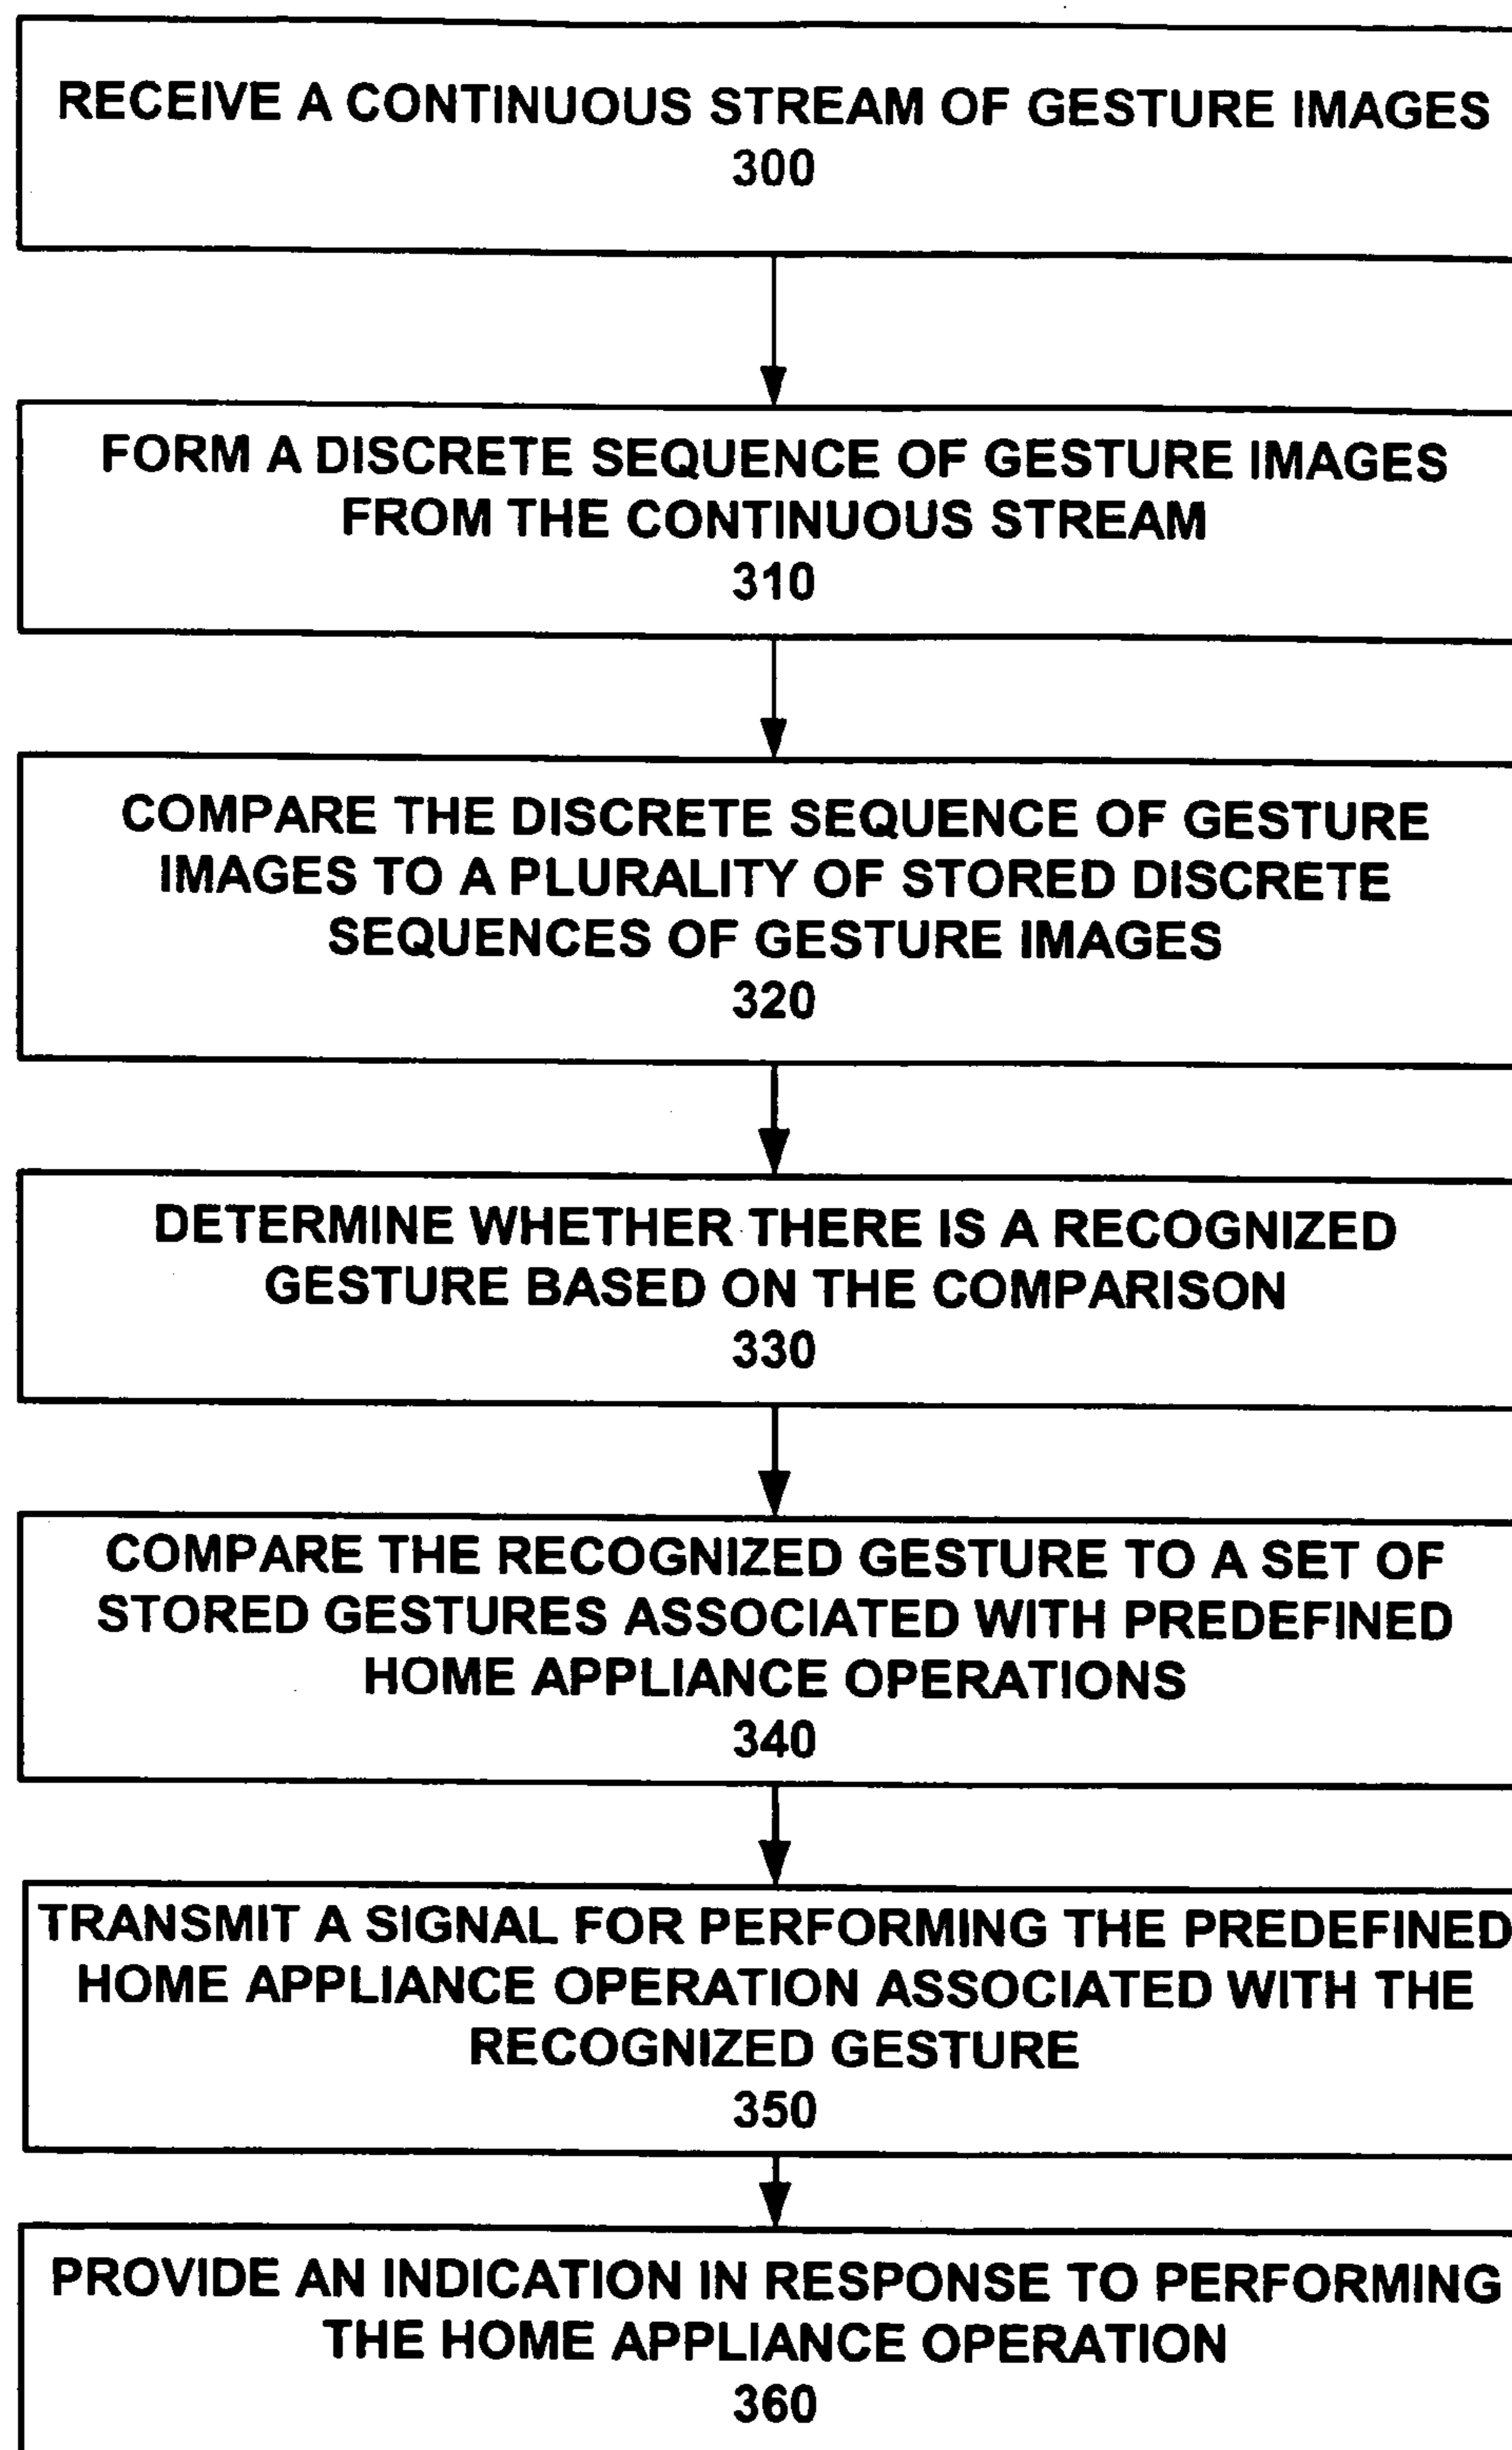 RECEIVE A CONTINUOUS STREAM OF GESTURE IMAGES
300
FORM A DISCRETE SEQUENCE OF GESTURE IMAGES
FROM THE CONTINUOUS STREAM
310
COMPARE THE DISCRETE SEQUENCE OF GESTURE
IMAGES TO A PLURALITY OF STORED DISCRETE
SEQUENCES OF GESTURE IMAGES
320
DETERMINE WHETHER THERE IS A RECOGNIZED
GESTURE BASED ON THE COMPARISON
330
COMPARE THE RECOGNIZED GESTURE TO A SET OF
STORED GESTURES ASSOCIATED WITH PREDEFINED
HOME APPLIANCE OPERATIONS
340
TRANSMIT A SIGNAL FOR PERFORMING THE PREDEFINED
HOME APPLIANCE OPERATION ASSOCIATED WITH THE
RECOGNIZED GESTURE
350
PROVIDE AN INDICATION IN RESPONSE TO PERFORMING
THE HOME APPLIANCE OPERATION
360